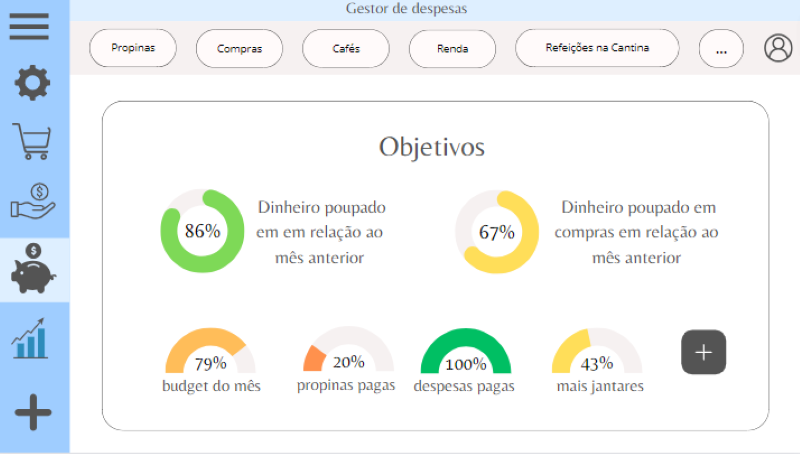 Gestor de despesas
Propinas
Compras
Cafés
Renda
Refeições na Cantina
...
Objetivos
86%
Dinheiro poupado
em em relação ao
mês anterior
67%
Dinheiro poupado em
compras em relação ao
mês anterior
79%
budget do mês
20%
propinas pagas
100%
despesas pagas
43%
mais jantares